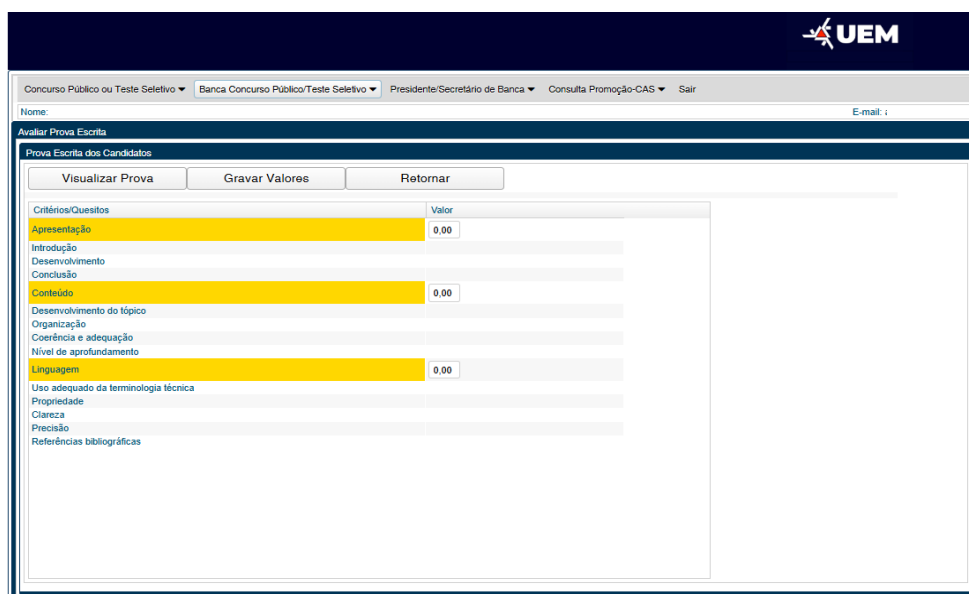 UEM
Concurso Público ou Teste Seletivo Banca Concurso Público/Teste Seletivo Presidente/Secretário de Banca Consulta Promoção-CAS Sair
Nome: E-mail:
Avaliar Prova Escrita
Prova Escrita dos Candidatos
Visualizar Prova Gravar Valores Retornar
Critérios/Quesitos Valor
Apresentação 0,00
Introdução
Desenvolvimento
Conclusão
Conteúdo 0,00
Desenvolvimento do tópico
Organização
Coerência e adequação
Nível de aprofundamento
Linguagem 0,00
Uso adequado da terminologia técnica
Propriedade
Clareza
Precisão
Referências bibliográficas